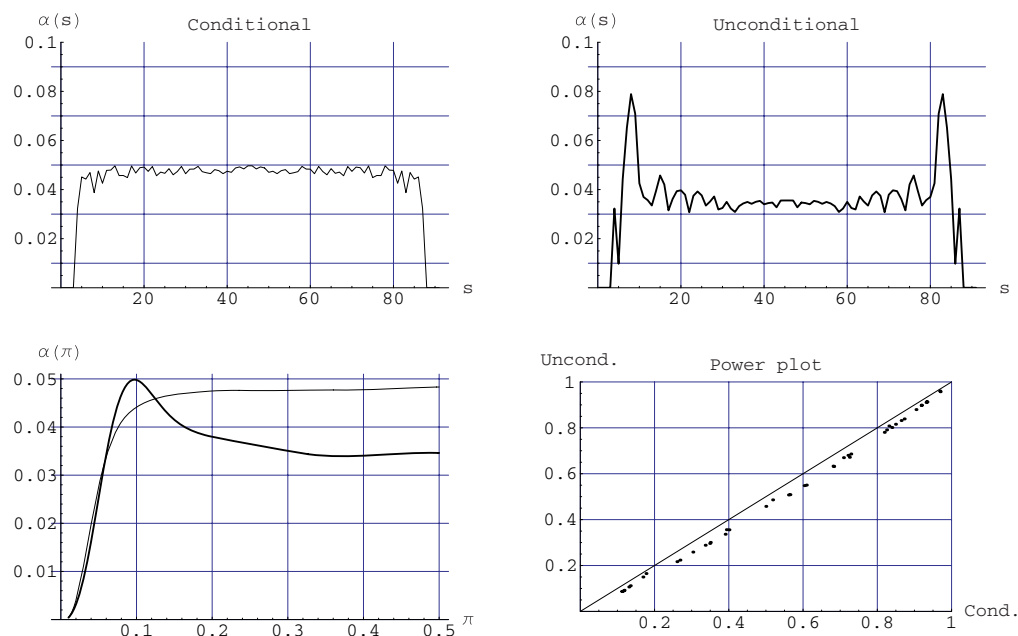 α(s) Conditional
0.1
0.08
0.06
0.04
0.02
20 40 60 80 s
α(s) Unconditional
0.1
0.08
0.06
0.04
0.02
20 40 60 80 s
α(π)
0.05
0.04
0.03
0.02
0.01
0.1 0.2 0.3 0.4 0.5 π
Uncond. Power plot
1
0.8
0.6
0.4
0.2
0.2 0.4 0.6 0.8 1 Cond.